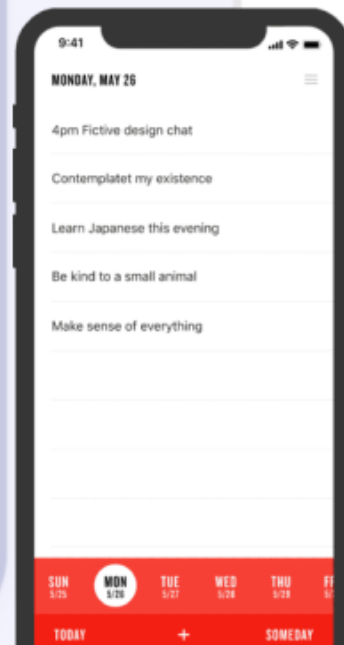 9:41
MONDAY, MAY 26
4pm Fictive design chat
Contemplatet my existence
Learn Japanese this evening
Be kind to a small animal
Make sense of everything
SUN MON TUE WED THU FR
5/25 5/26 5/27 5/28 5/29
TODAY + SOMEDAY